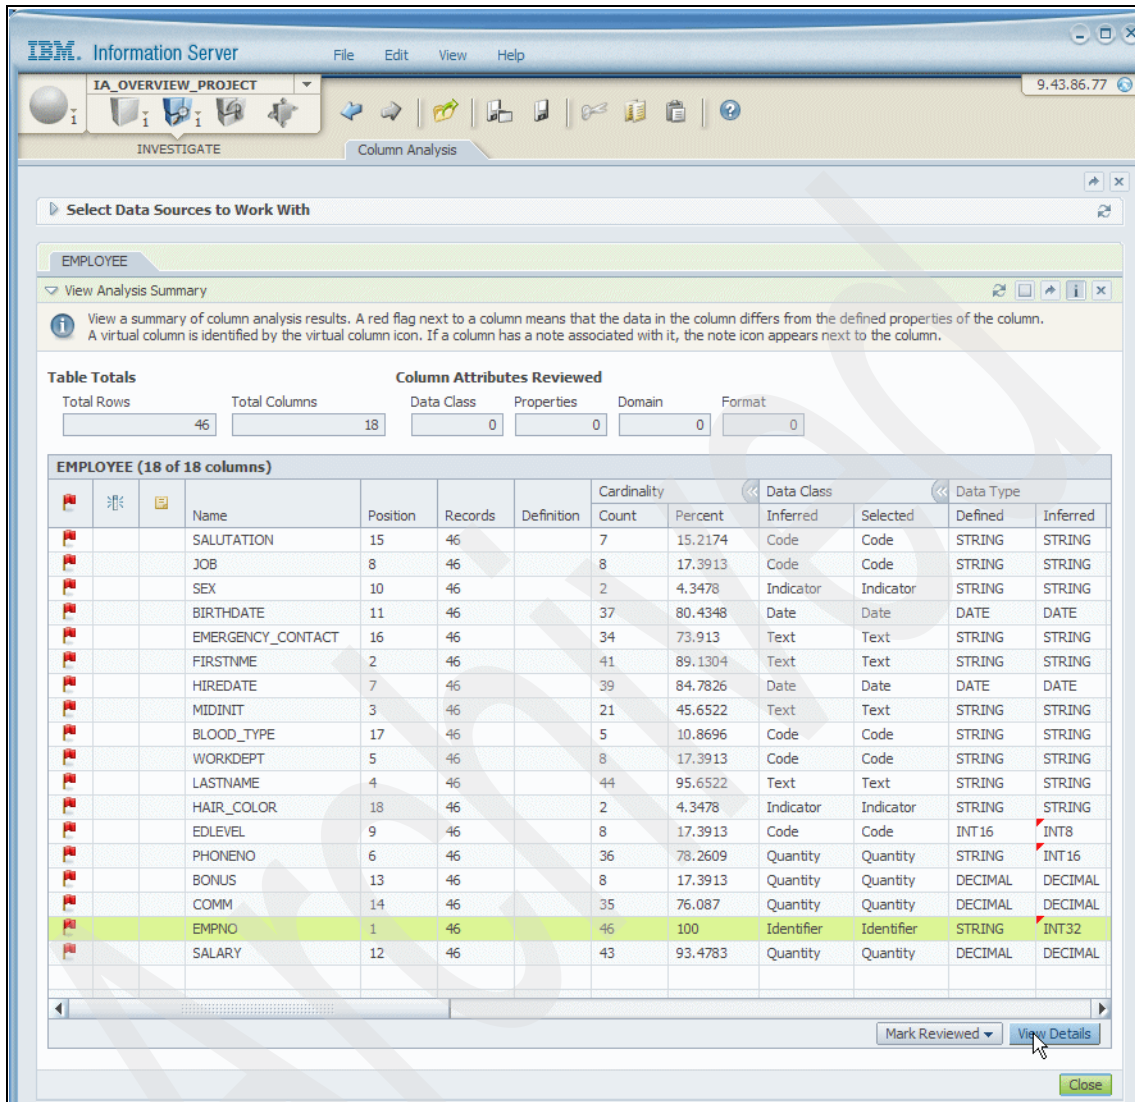 IBM. Information Server File Edit View Help
IA_OVERVIEW_PROJECT 9.43.86.77
INVESTIGATE Column Analysis
Select Data Sources to Work With
EMPLOYEE
View Analysis Summary
View a summary of column analysis results. A red flag next to a column means that the data in the column differs from the defined properties of the column.
A virtual column is identified by the virtual column icon. If a column has a note associated with it, the note icon appears next to the column.
Table Totals Column Attributes Reviewed
Total Rows Total Columns Data Class Properties Domain Format
46 18 0 0 0 0
EMPLOYEE (18 of 18 columns)
Cardinality Data Class Data Type
Name Position Records Definition Count Percent Inferred Selected Defined Inferred
SALUTATION 15 46 7 15.2174 Code Code STRING STRING
JOB 8 46 8 17.3913 Code Code STRING STRING
SEX 10 46 2 4.3478 Indicator Indicator STRING STRING
BIRTHDATE 11 46 37 80.4348 Date Date DATE DATE
EMERGENCY_CONTACT 16 46 34 73.913 Text Text STRING STRING
FIRSTNME 2 46 41 89.1304 Text Text STRING STRING
HIREDATE 7 46 39 84.7826 Date Date DATE DATE
MIDINIT 3 46 21 45.6522 Text Text STRING STRING
BLOOD_TYPE 17 46 5 10.8696 Code Code STRING STRING
WORKDEPT 5 46 8 17.3913 Code Code STRING STRING
LASTNAME 4 46 44 95.6522 Text Text STRING STRING
HAIR_COLOR 18 46 2 4.3478 Indicator Indicator STRING STRING
EDLEVEL 9 46 8 17.3913 Code Code INT16 INT8
PHONENO 6 46 36 78.2609 Quantity Quantity STRING INT16
BONUS 13 46 8 17.3913 Quantity Quantity DECIMAL DECIMAL
COMM 14 46 35 76.087 Quantity Quantity DECIMAL DECIMAL
EMPNO 1 46 46 100 Identifier Identifier STRING INT32
SALARY 12 46 43 93.4783 Quantity Quantity DECIMAL DECIMAL
Mark Reviewed View Details
Close
Archived